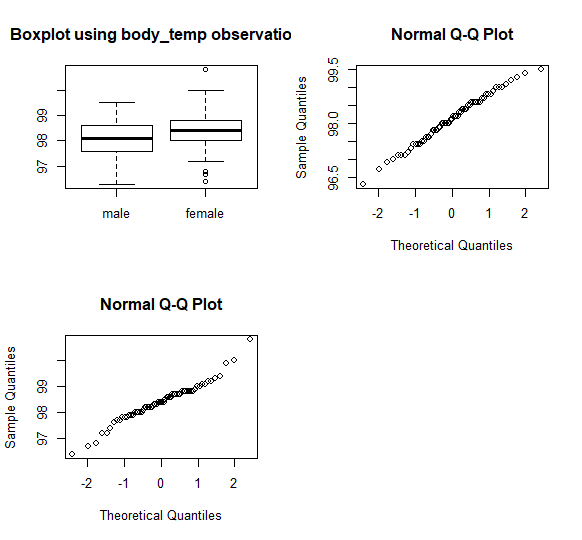 Boxplot using body_temp observatio
99
98
97
male female
Normal Q-Q Plot
Sample Quantiles
99.5
98.0
96.5
-2 -1 0 1 2
Theoretical Quantiles
Normal Q-Q Plot
Sample Quantiles
99
98
97
-2 -1 0 1 2
Theoretical Quantiles